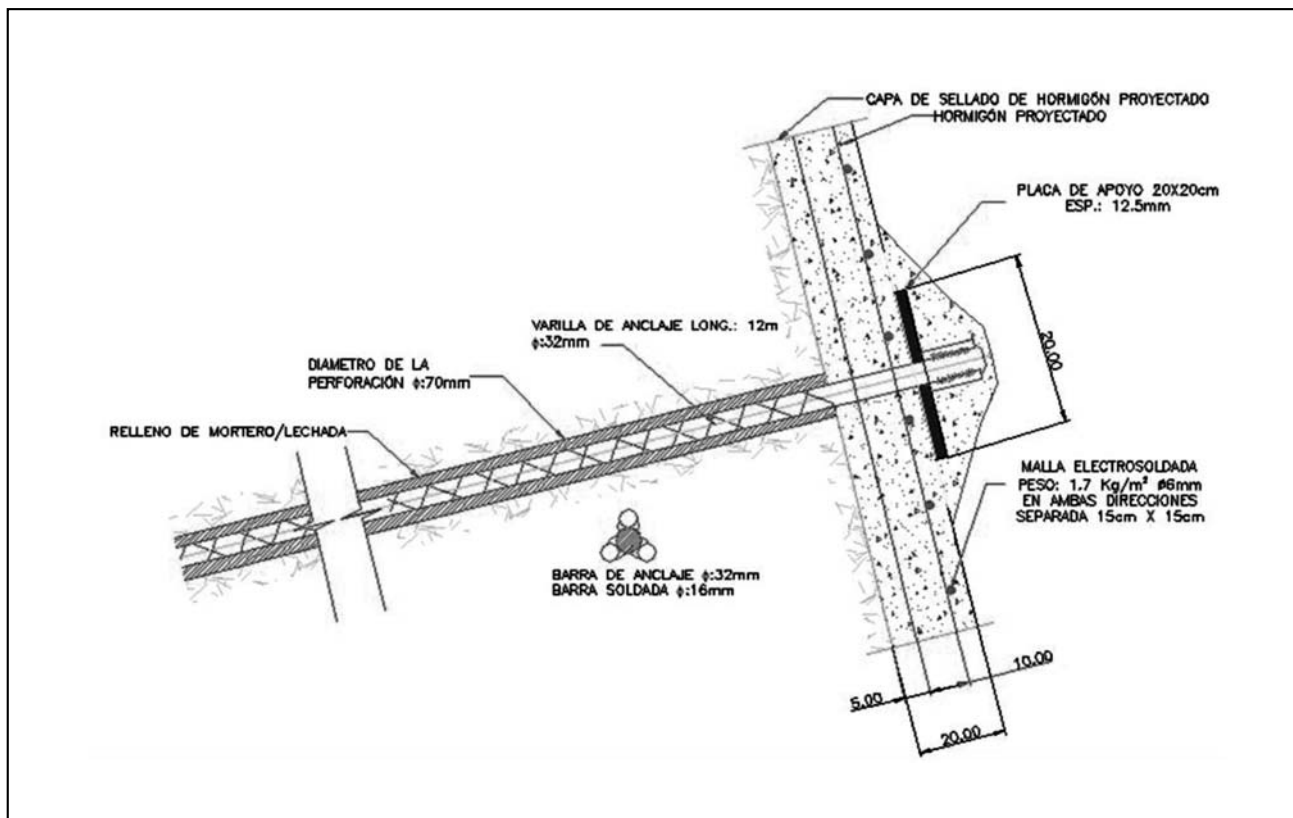 CAPA DE SELLADO DE HORMIGÓN PROYECTADO
HORMIGÓN PROYECTADO
PLACA DE APOYO 20X20cm
ESP.: 12.5mm
20.00
VARILLA DE ANCLAJE LONG.: 12m
ϕ:32mm
DIAMETRO DE LA
PERFORACIÓN ϕ:70mm
RELLENO DE MORTERO/LECHADA
MALLA ELECTROSOLDADA
PESO: 1.7 Kg/m² ø6mm
EN AMBAS DIRECCIONES
SEPARADA 15cm X 15cm
BARRA DE ANCLAJE ϕ:32mm
BARRA SOLDADA ϕ:16mm
5.00
10.00
20.00